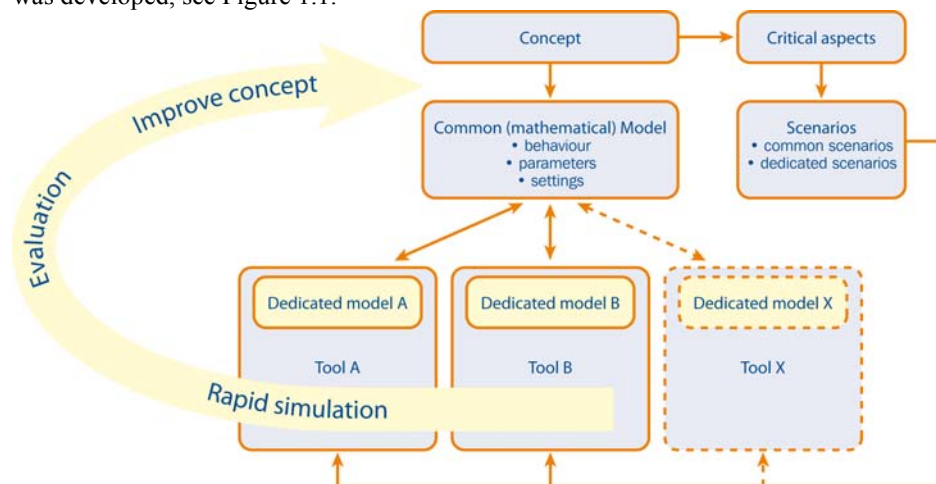 was developed, see Figure 1.1.
Concept
Critical aspects
Improve concept
Common (mathematical) Model
• behaviour
• parameters
• settings
Scenarios
• common scenarios
• dedicated scenarios
Evaluation
Dedicated model A
Dedicated model B
Dedicated model X
Tool A
Tool B
Tool X
Rapid simulation